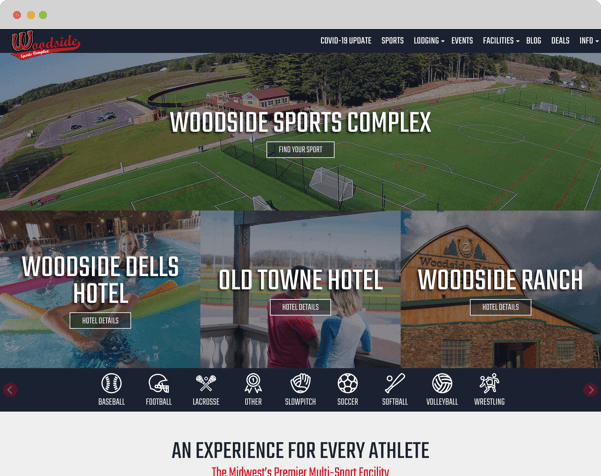 Woodside
Sports Complex
COVID-19 UPDATE SPORTS LODGING EVENTS FACILITIES BLOG DEALS INFO
WOODSIDE SPORTS COMPLEX
FIND YOUR SPORT
WOODSIDE DELLS
HOTEL
HOTEL DETAILS
OLD TOWNE HOTEL
HOTEL DETAILS
WOODSIDE RANCH
HOTEL DETAILS
BASEBALL FOOTBALL LACROSSE OTHER SLOWPITCH SOCCER SOFTBALL VOLLEYBALL WRESTLING
AN EXPERIENCE FOR EVERY ATHLETE
The Midwest's Premier Multi-Sport Facility